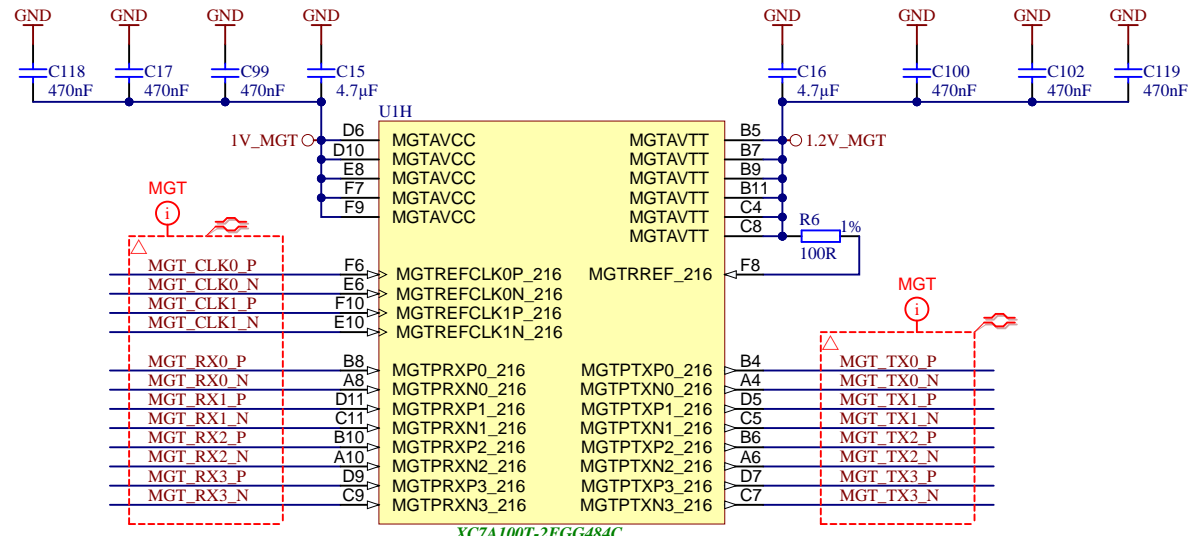 GND GND GND GND GND GND GND GND
C118 C17 C99 C15 C16 C100 C102 C119
470nF 470nF 470nF 4.7µF 4.7µF 470nF 470nF 470nF
U1H
1V_MGT D6 MGTAVCC MGTAVTT B5 1.2V_MGT
D10 MGTAVCC MGTAVTT B7
E8 MGTAVCC MGTAVTT B9
F7 MGTAVCC MGTAVTT B11
F9 MGTAVCC MGTAVTT C4
MGTAVTT C8 R6 1%
100R
MGT
i
MGT_CLK0_P F6 MGTREFCLK0P_216 MGTRREF_216 F8
MGT_CLK0_N E6 MGTREFCLK0N_216
MGT_CLK1_P F10 MGTREFCLK1P_216
MGT_CLK1_N E10 MGTREFCLK1N_216
MGT
i
MGT_RX0_P B8 MGTPRXP0_216 MGTPTXP0_216 B4 MGT_TX0_P
MGT_RX0_N A8 MGTPRXN0_216 MGTPTXN0_216 A4 MGT_TX0_N
MGT_RX1_P D11 MGTPRXP1_216 MGTPTXP1_216 D5 MGT_TX1_P
MGT_RX1_N C11 MGTPRXN1_216 MGTPTXN1_216 C5 MGT_TX1_N
MGT_RX2_P B10 MGTPRXP2_216 MGTPTXP2_216 B6 MGT_TX2_P
MGT_RX2_N A10 MGTPRXN2_216 MGTPTXN2_216 A6 MGT_TX2_N
MGT_RX3_P D9 MGTPRXP3_216 MGTPTXP3_216 D7 MGT_TX3_P
MGT_RX3_N C9 MGTPRXN3_216 MGTPTXN3_216 C7 MGT_TX3_N
XC7A100T-2FGG484C